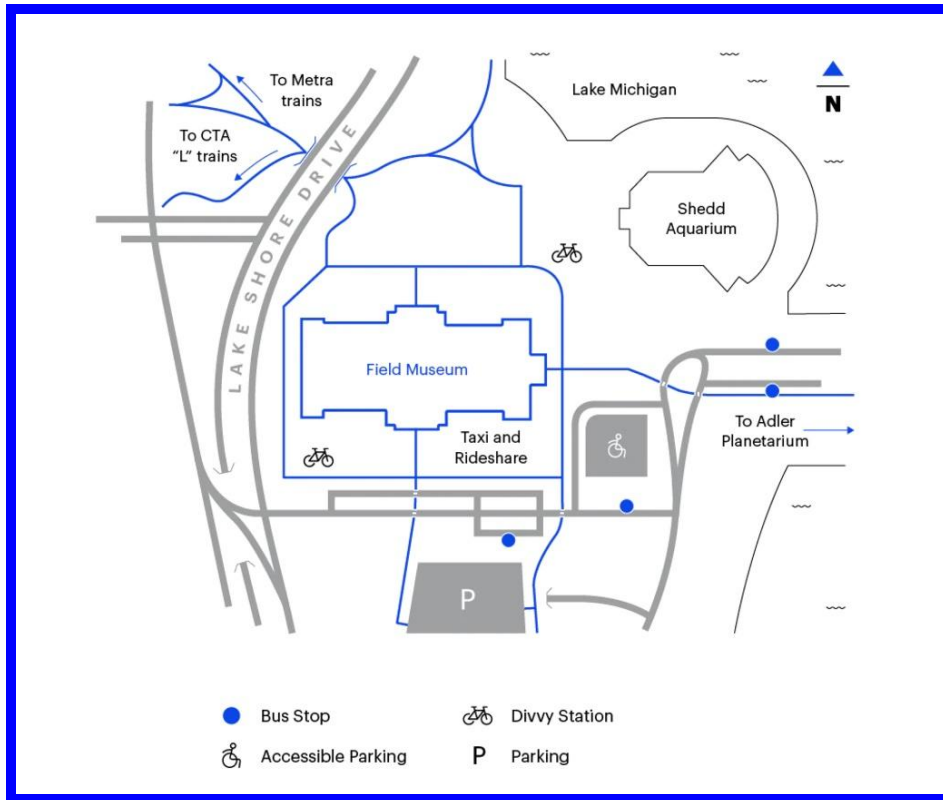 To Metra
trains
Lake Michigan
N
To CTA
“L” trains
LAKE SHORE DRIVE
Shedd
Aquarium
Field Museum
Taxi and
Rideshare
To Adler
Planetarium
P
Bus Stop
Divvy Station
Accessible Parking
P Parking